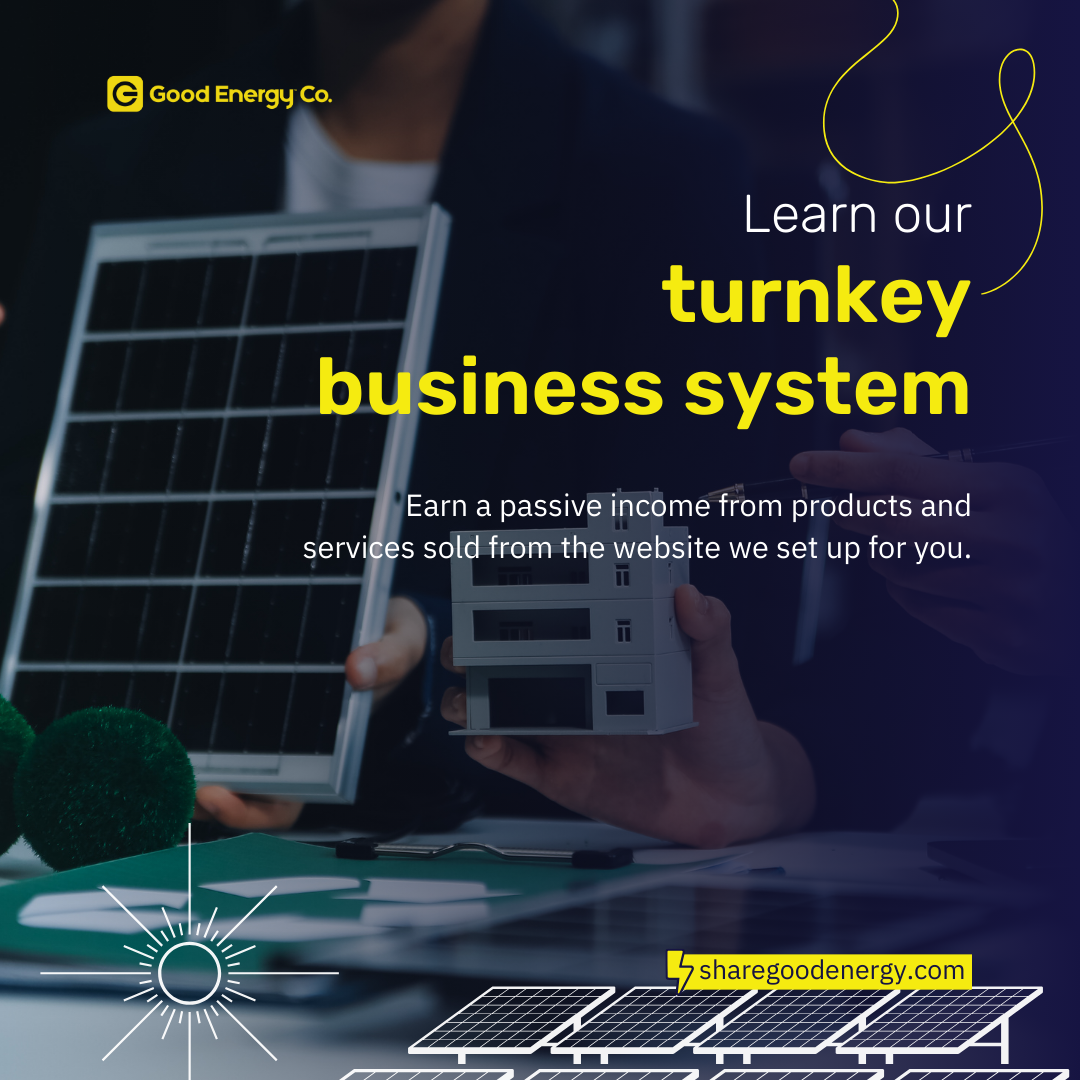 Good Energy Co.
Learn our
turnkey
business system
Earn a passive income from products and
services sold from the website we set up for you.
sharegoodenergy.com